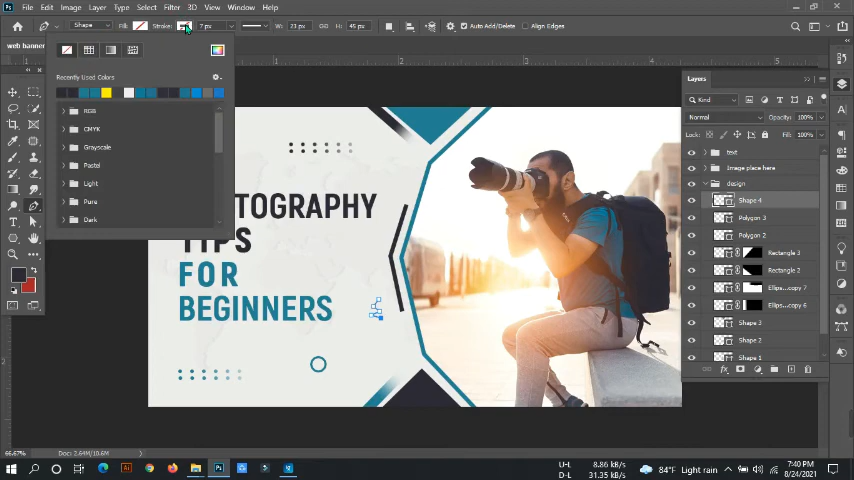 File Edit Image Layer Type Select Filter 3D View Window Help
Shape Fill: Stroke: 7 px W: 23 px H: 45 px Auto Add/Delete Align Edges
web banner
Recently Used Colors
RGB
CMYK
Grayscale
Pastel
Light
Pure
Dark
TOGRAPHY
TIPS
FOR
BEGINNERS
Layers
Kind
Normal Opacity: 100%
Lock: Fill: 100%
text
Image place here
design
Shape 4
Polygon 3
Polygon 2
Rectangle 3
Rectangle 2
Ellips...copy 7
Ellips...copy 6
Shape 3
Shape 2
Shape 1
66.67% Doc: 2.64M/10.6M
U-L 8.86 kB/s
D-L 31.35 kB/s
84°F Light rain
7:40 PM
8/24/2021